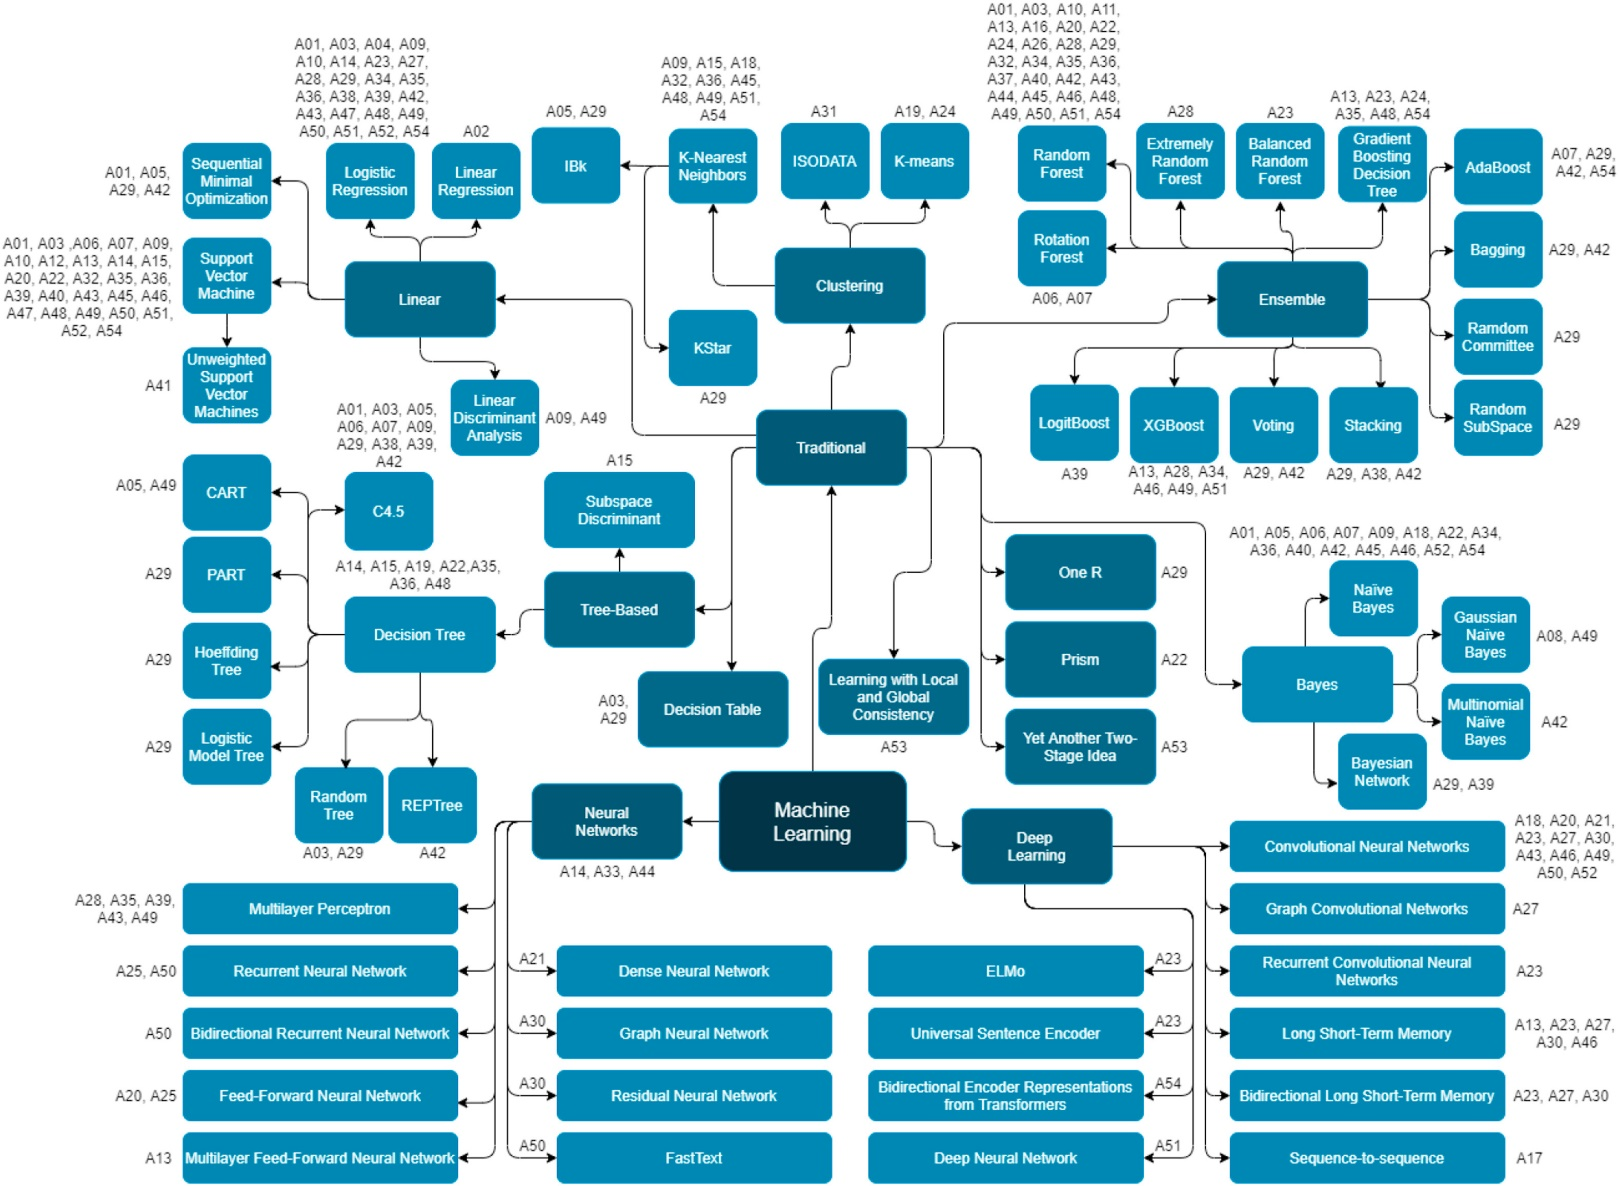 A01, A03, A04, A09,
A10, A14, A23, A27,
A28, A29, A34, A35,
A36, A38, A39, A42,
A43, A47, A48, A49,
A50, A51, A52, A54
Logistic
Regression
A02
Linear
Regression
A01, A05,
A29, A42
Sequential
Minimal
Optimization
A01, A03 ,A06, A07, A09,
A10, A12, A13, A14, A15,
A20, A22, A32, A35, A36,
A39, A40, A43, A45, A46,
A47, A48, A49, A50, A51,
A52, A54
Support
Vector
Machine
A41
Unweighted
Support
Vector
Machines
Linear
Linear
Discriminant
Analysis
A09, A49
A05, A29
IBk
A09, A15, A18,
A32, A36, A45,
A48, A49, A51,
A54
K-Nearest
Neighbors
KStar
A29
A31
ISODATA
A19, A24
K-means
Clustering
A01, A03, A10, A11,
A13, A16, A20, A22,
A24, A26, A28, A29,
A32, A34, A35, A36,
A37, A40, A42, A43,
A44, A45, A46, A48,
A49, A50, A51, A54
Random
Forest
Rotation
Forest
A06, A07
A28
Extremely
Random
Forest
A23
Balanced
Random
Forest
A13, A23, A24,
A35, A48, A54
Gradient
Boosting
Decision
Tree
AdaBoost
A07, A29,
A42, A54
Bagging
A29, A42
Ensemble
Ramdom
Committee
A29
Random
SubSpace
A29
LogitBoost
A39
XGBoost
A13, A28, A34,
A46, A49, A51
Voting
A29, A42
Stacking
A29, A38, A42
Traditional
A01, A03, A05,
A06, A07, A09,
A29, A38, A39,
A42
C4.5
A05, A49
CART
A29
PART
A29
Hoeffding
Tree
A29
Logistic
Model Tree
A14, A15, A19, A22,A35,
A36, A48
Decision Tree
Random
Tree
A03, A29
REPTree
A42
A15
Subspace
Discriminant
Tree-Based
A03,
A29
Decision Table
Learning with Local
and Global
Consistency
A53
One R
A29
Prism
A22
Yet Another Two-
Stage Idea
A53
A01, A05, A06, A07, A09, A18, A22, A34,
A36, A40, A42, A45, A46, A52, A54
Naïve
Bayes
Bayes
Gaussian
Naïve
Bayes
A08, A49
Multinomial
Naïve
Bayes
A42
Bayesian
Network
A29, A39
Machine
Learning
Neural
Networks
A14, A33, A44
A28, A35, A39,
A43, A49
Multilayer Perceptron
A25, A50
Recurrent Neural Network
A50
Bidirectional Recurrent Neural Network
A20, A25
Feed-Forward Neural Network
A13
Multilayer Feed-Forward Neural Network
A21
Dense Neural Network
A30
Graph Neural Network
A30
Residual Neural Network
A50
FastText
Deep
Learning
ELMo
A23
Universal Sentence Encoder
A23
Bidirectional Encoder Representations
from Transformers
A54
Deep Neural Network
A51
Convolutional Neural Networks
A18, A20, A21,
A23, A27, A30,
A43, A46, A49,
A50, A52
Graph Convolutional Networks
A27
Recurrent Convolutional Neural
Networks
A23
Long Short-Term Memory
A13, A23, A27,
A30, A46
Bidirectional Long Short-Term Memory
A23, A27, A30
Sequence-to-sequence
A17